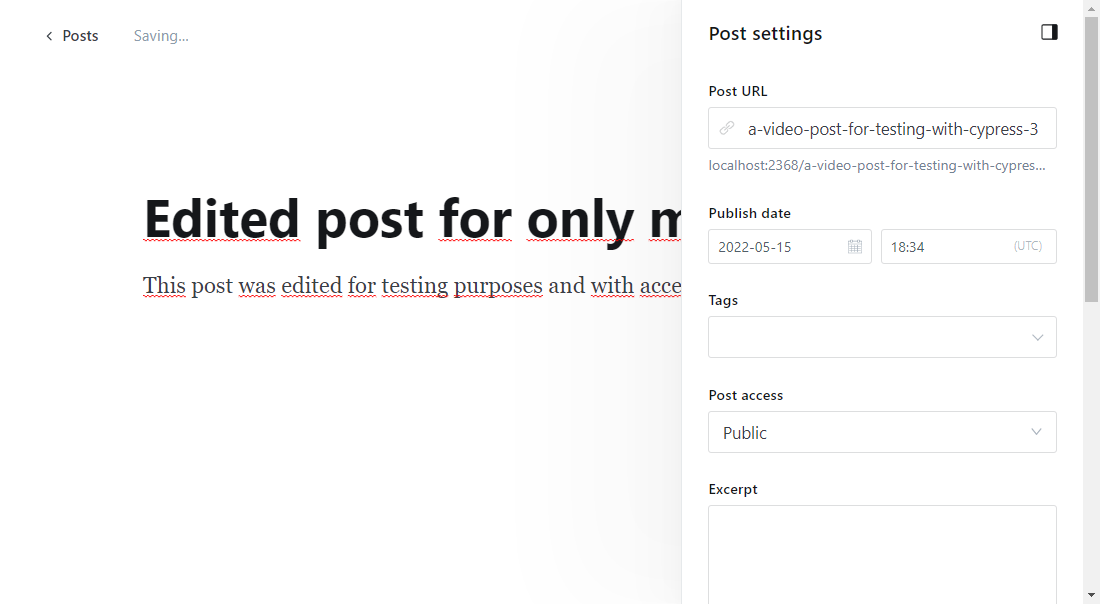 Posts
Saving...
Edited post for only
This post was edited for testing purposes and with
Post settings
Post URL
a-video-post-for-testing-with-cypress-3
localhost:2368/a-video-post-for-testing-with-cypres...
Publish date
2022-05-15
18:34
(UTC)
Tags
Post access
Public
Excerpt